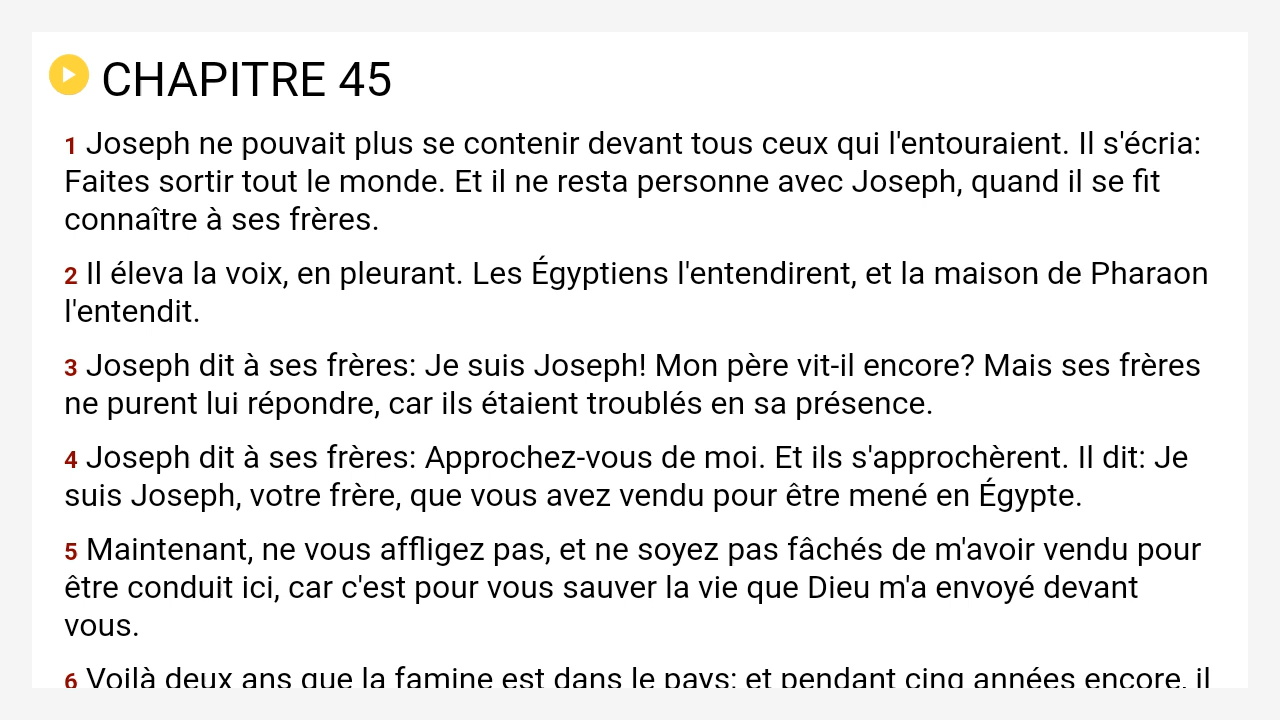 CHAPITRE 45
1 Joseph ne pouvait plus se contenir devant tous ceux qui l'entouraient. Il s'écria:
Faites sortir tout le monde. Et il ne resta personne avec Joseph, quand il se fit
connaître à ses frères.
2 Il éleva la voix, en pleurant. Les Égyptiens l'entendirent, et la maison de Pharaon
l'entendit.
3 Joseph dit à ses frères: Je suis Joseph! Mon père vit-il encore? Mais ses frères
ne purent lui répondre, car ils étaient troublés en sa présence.
4 Joseph dit à ses frères: Approchez-vous de moi. Et ils s'approchèrent. Il dit: Je
suis Joseph, votre frère, que vous avez vendu pour être mené en Égypte.
5 Maintenant, ne vous affligez pas, et ne soyez pas fâchés de m'avoir vendu pour
être conduit ici, car c'est pour vous sauver la vie que Dieu m'a envoyé devant
vous.
6 Voilà deux ans que la famine est dans le pays; et pendant cinq années encore, il